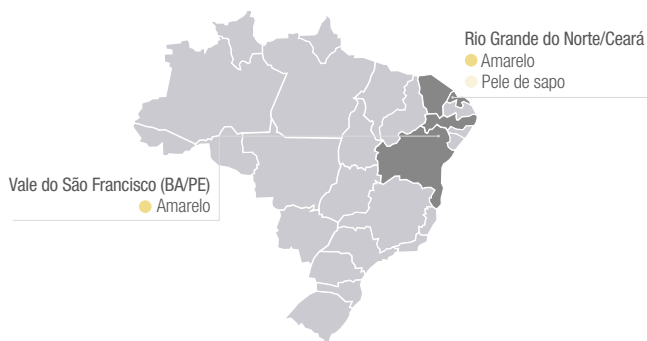 Rio Grande do Norte/Ceará
Amarelo
Pele de sapo
Vale do São Francisco (BA/PE)
Amarelo